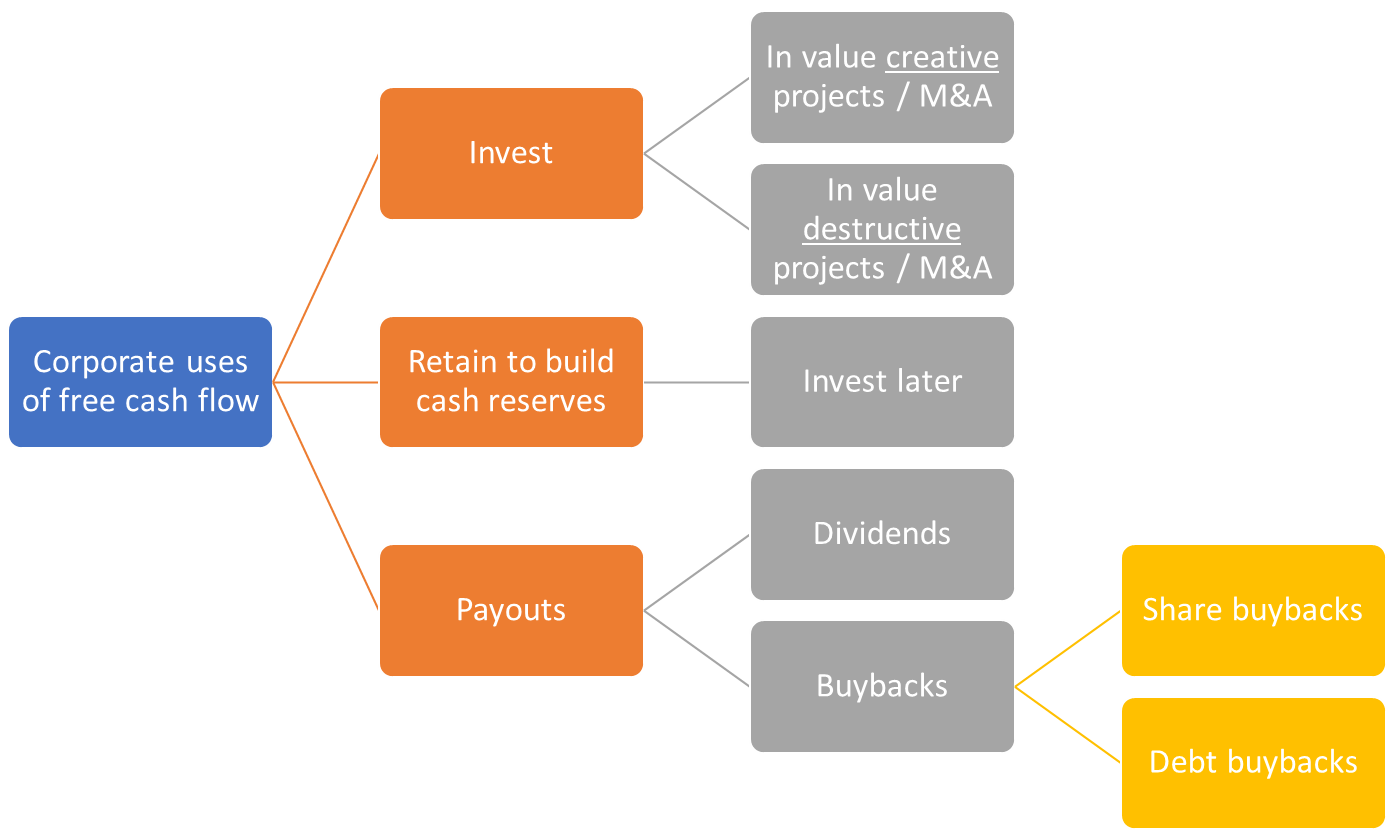 In value creative
projects / M&A
Invest
In value
destructive
projects / M&A
Corporate uses
of free cash flow
Retain to build
cash reserves
Invest later
Dividends
Payouts
Share buybacks
Buybacks
Debt buybacks